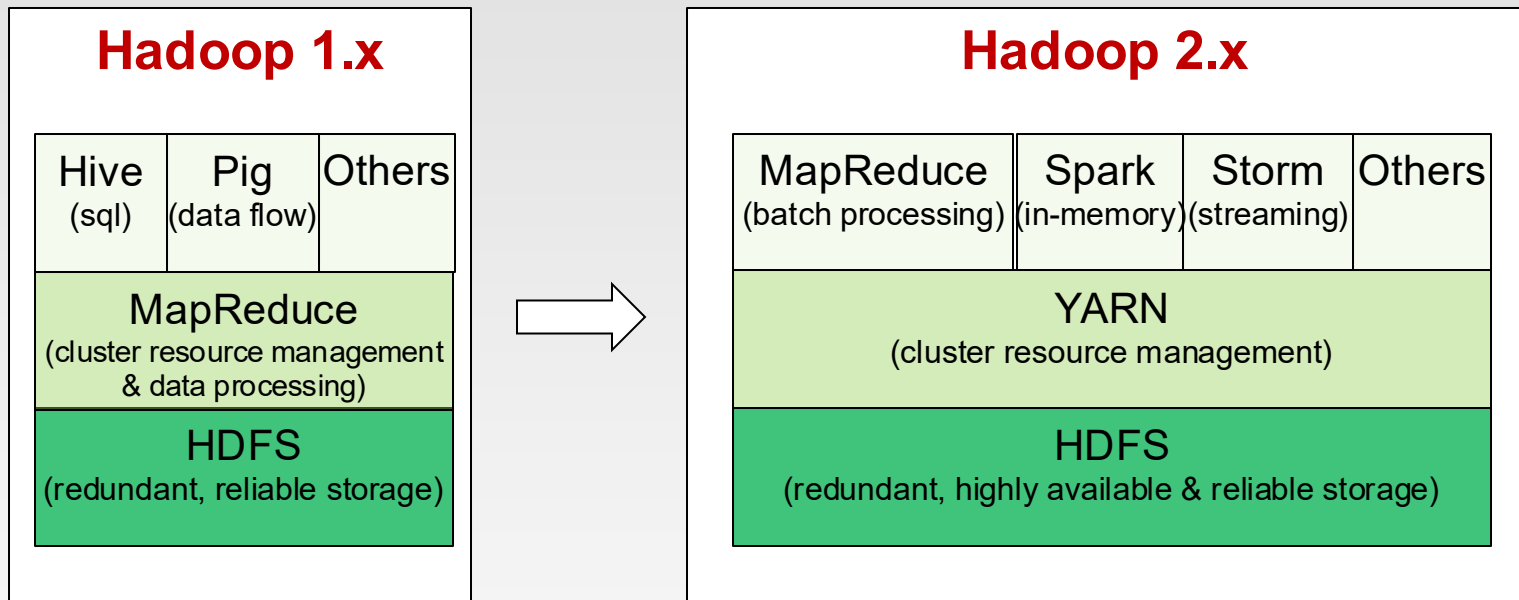 Hadoop 1.x
Hive
(sql)
Pig
(data flow)
Others
MapReduce
(cluster resource management
& data processing)
HDFS
(redundant, reliable storage)
Hadoop 2.x
MapReduce
(batch processing)
Spark
(in-memory)
Storm
(streaming)
Others
YARN
(cluster resource management)
HDFS
(redundant, highly available & reliable storage)